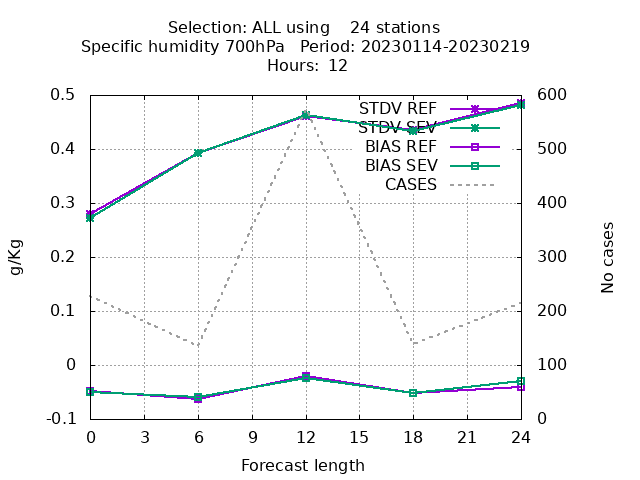 Selection: ALL using    24 stations
Specific humidity 700hPa   Period: 20230114-20230219
Hours: 12
0.5
0.4
0.3
0.2
0.1
0
-0.1
g/Kg
600
500
400
300
200
100
0
No cases
STDV REF
STDV SEV
BIAS REF
BIAS SEV
CASES
0 3 6 9 12 15 18 21 24
Forecast length